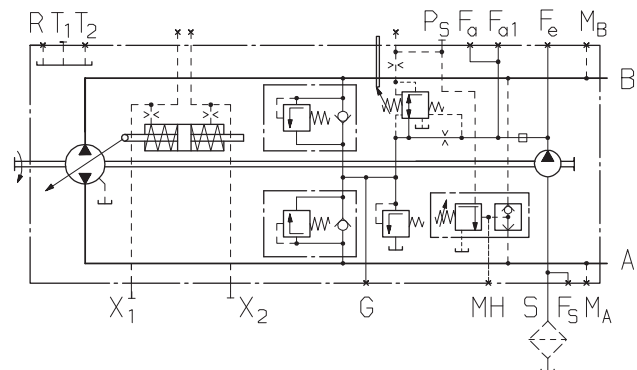 R T1 T2 PS Fa Fa1 Fe MB
B
A
X1 X2 G MH S FS MA